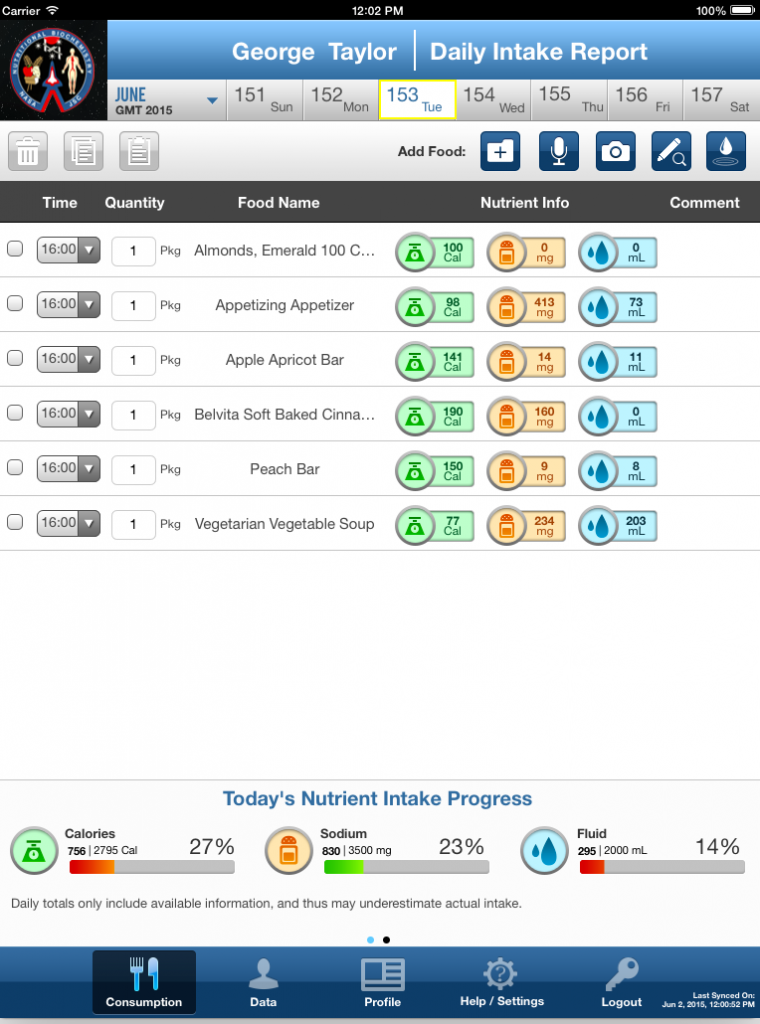 Carrier 12:02 PM 100%
NUTRITIONAL BIOCHEMISTRY
NASA JSC
George Taylor | Daily Intake Report
JUNE
GMT 2015
151 Sun 152 Mon 153 Tue 154 Wed 155 Thu 156 Fri 157 Sat
Add Food:
Time Quantity Food Name Nutrient Info Comment
16:00 1 Pkg Almonds, Emerald 100 C... 100 Cal 0 mg 0 mL
16:00 1 Pkg Appetizing Appetizer 98 Cal 413 mg 73 mL
16:00 1 Pkg Apple Apricot Bar 141 Cal 14 mg 11 mL
16:00 1 Pkg Belvita Soft Baked Cinna... 190 Cal 160 mg 0 mL
16:00 1 Pkg Peach Bar 150 Cal 9 mg 8 mL
16:00 1 Pkg Vegetarian Vegetable Soup 77 Cal 234 mg 203 mL
Today's Nutrient Intake Progress
Calories
756 | 2795 Cal 27%
Sodium
830 | 3500 mg 23%
Fluid
295 | 2000 mL 14%
Daily totals only include available information, and thus may underestimate actual intake.
Consumption Data Profile Help / Settings Logout
Last Synced On:
Jun 2, 2015, 12:00:52 PM